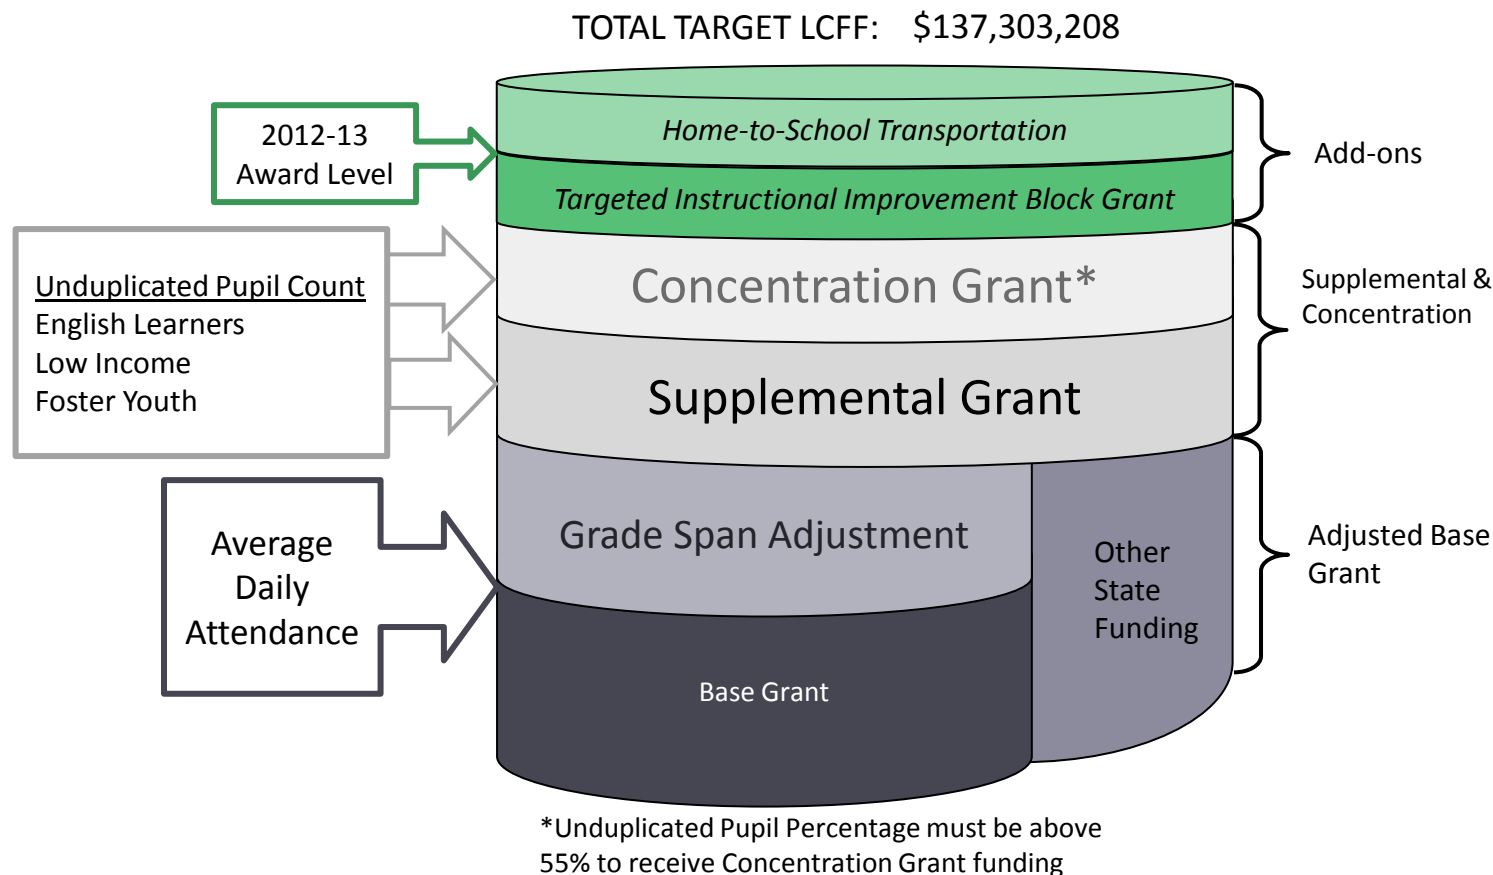 TOTAL TARGET LCFF: $137,303,208
2012-13
Award Level
Home-to-School Transportation
Targeted Instructional Improvement Block Grant
Add-ons
Unduplicated Pupil Count
English Learners
Low Income
Foster Youth
Concentration Grant*
Supplemental Grant
Supplemental &
Concentration
Average
Daily
Attendance
Grade Span Adjustment
Base Grant
Other
State
Funding
Adjusted Base
Grant
*Unduplicated Pupil Percentage must be above
55% to receive Concentration Grant funding